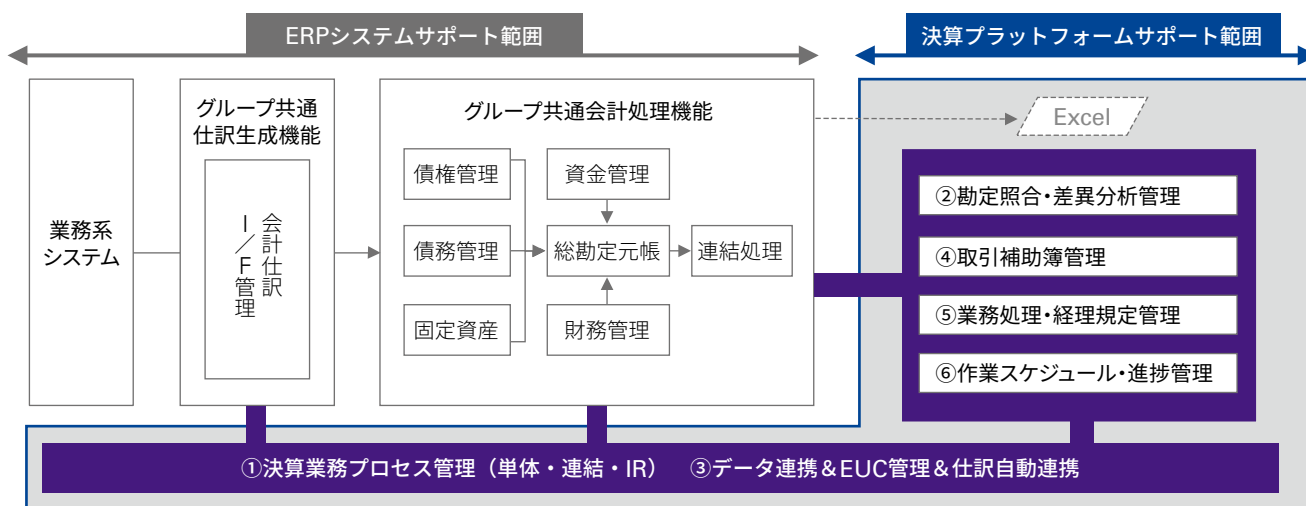 ERPシステムサポート範囲
決算プラットフォームサポート範囲
業務系
システム
グループ共通
仕訳生成機能
会計仕訳
I／F管理
グループ共通会計処理機能
債権管理
資金管理
債務管理
総勘定元帳
連結処理
固定資産
財務管理
Excel
②勘定照合・差異分析管理
④取引補助簿管理
⑤業務処理・経理規定管理
⑥作業スケジュール・進捗管理
①決算業務プロセス管理（単体・連結・IR） ③データ連携＆EUC管理＆仕訳自動連携